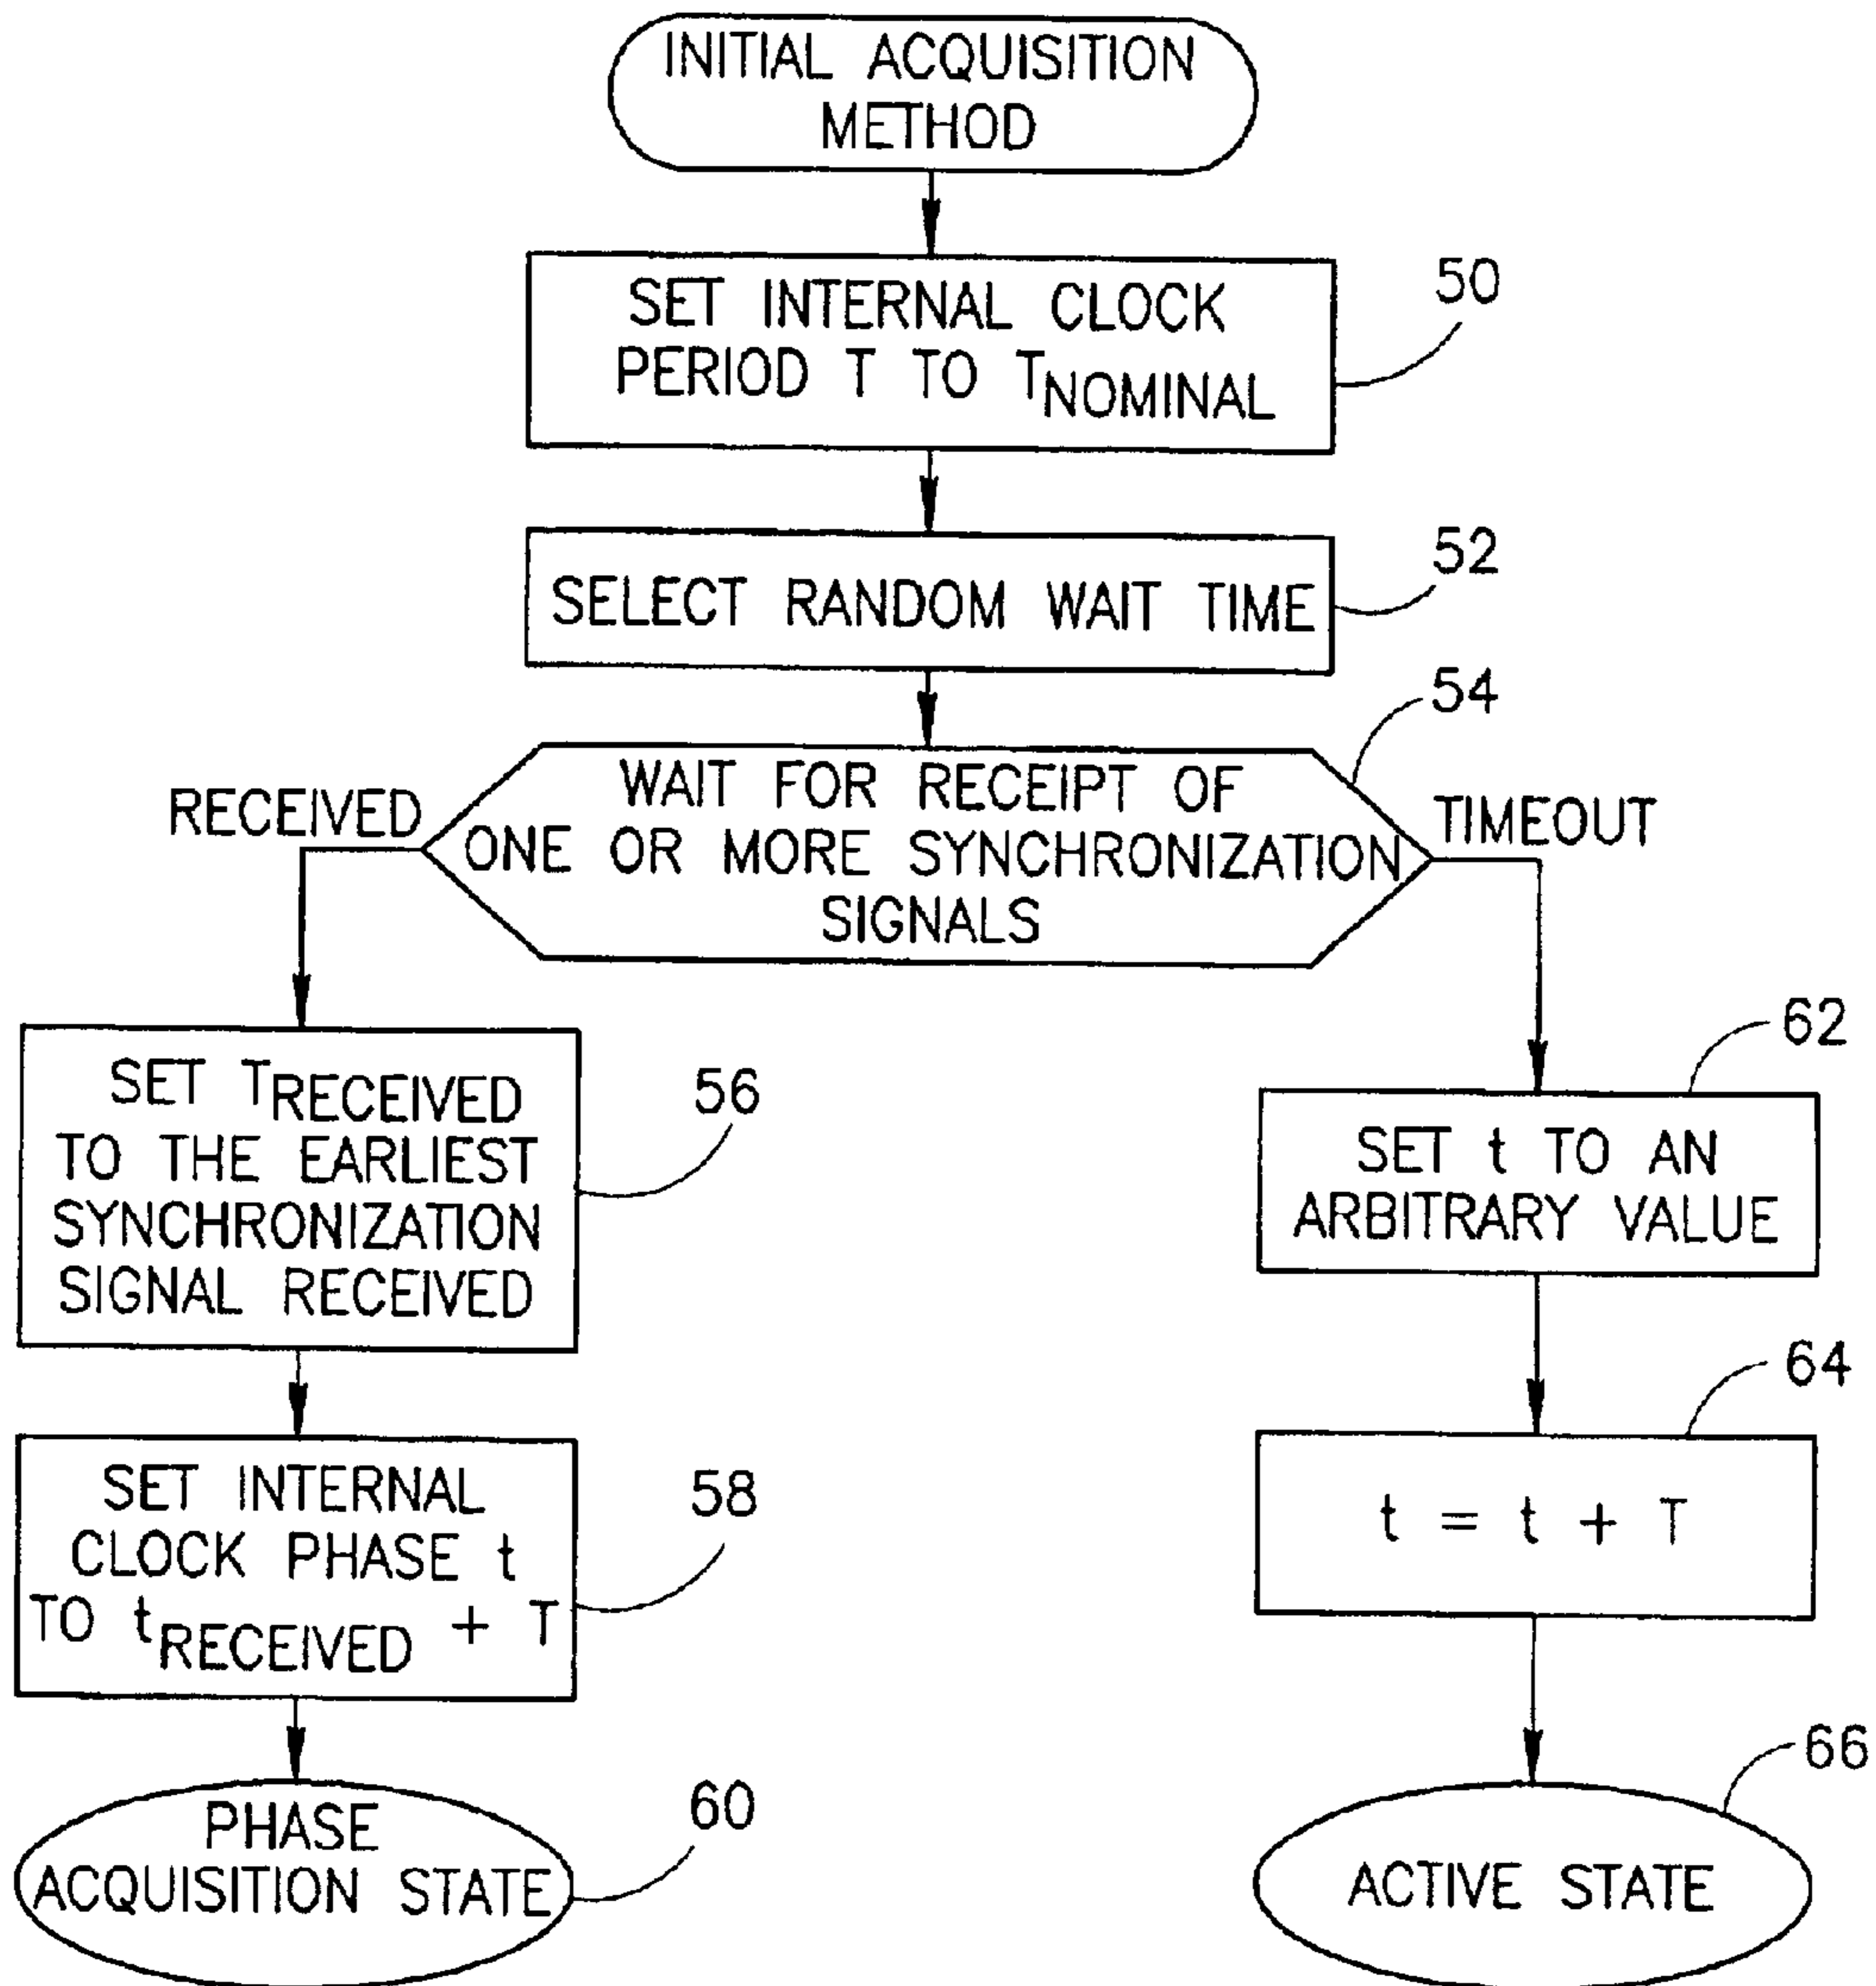 INITIAL ACQUISITION
METHOD
SET INTERNAL CLOCK
PERIOD T TO TNOMINAL
50
SELECT RANDOM WAIT TIME
52
54
WAIT FOR RECEIPT OF
ONE OR MORE SYNCHRONIZATION
SIGNALS
RECEIVED
TIMEOUT
SET TRECEIVED
TO THE EARLIEST
SYNCHRONIZATION
SIGNAL RECEIVED
56
SET INTERNAL
CLOCK PHASE t
TO tRECEIVED + T
58
PHASE
ACQUISITION STATE
60
62
SET t TO AN
ARBITRARY VALUE
64
t = t + T
66
ACTIVE STATE